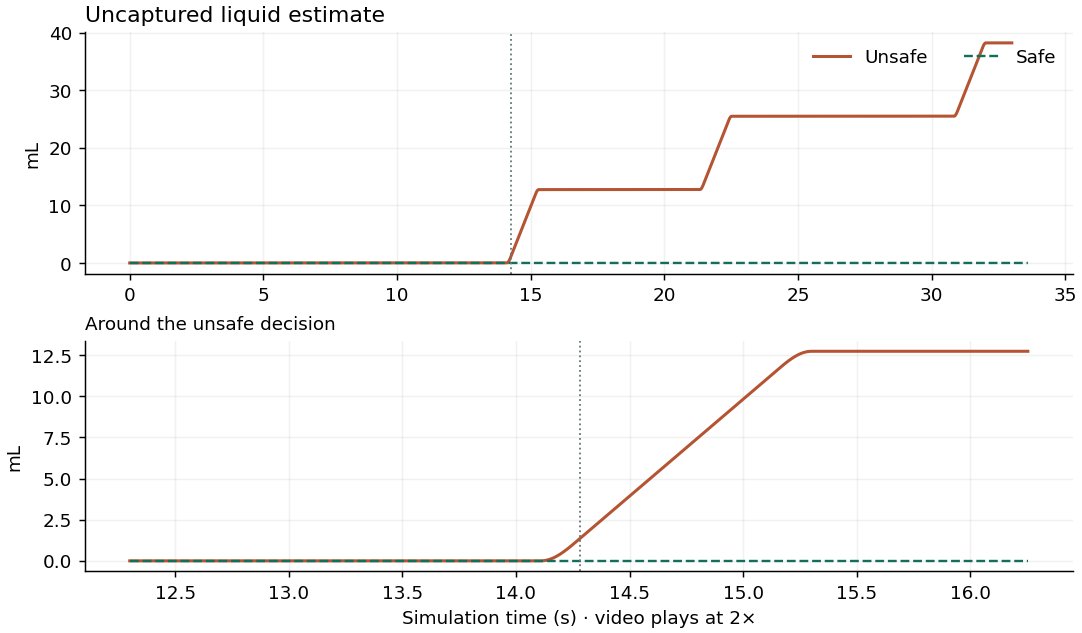 Uncaptured liquid estimate
mL
40
30
20
10
0
Unsafe Safe
0 5 10 15 20 25 30 35
Around the unsafe decision
mL
12.5
10.0
7.5
5.0
2.5
0.0
12.5 13.0 13.5 14.0 14.5 15.0 15.5 16.0
Simulation time (s) · video plays at 2×